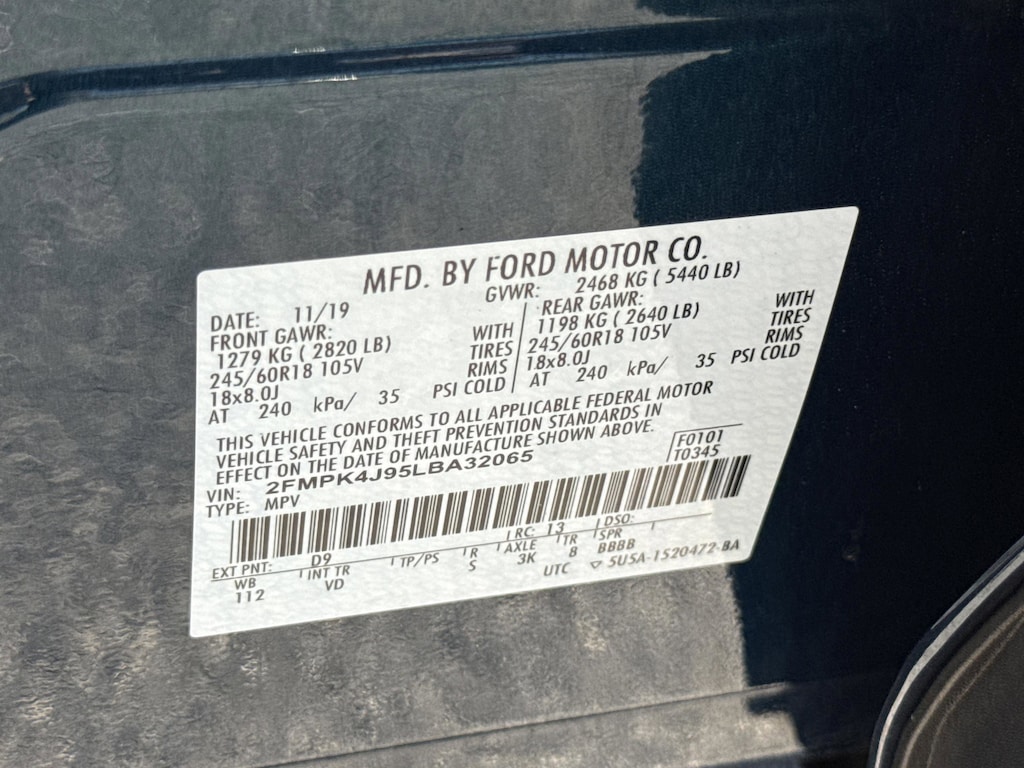 MFD. BY FORD MOTOR CO.
DATE: 11/19 GVWR: 2468 KG ( 5440 LB)
FRONT GAWR: REAR GAWR:
1279 KG ( 2820 LB) WITH 1198 KG ( 2640 LB) WITH
245/60R18 105V TIRES 245/60R18 105V TIRES
18x8.0J RIMS 18x8.0J RIMS
AT 240 kPa/ 35 PSI COLD AT 240 kPa/ 35 PSI COLD
THIS VEHICLE CONFORMS TO ALL APPLICABLE FEDERAL MOTOR
VEHICLE SAFETY AND THEFT PREVENTION STANDARDS IN
EFFECT ON THE DATE OF MANUFACTURE SHOWN ABOVE.
VIN: 2FMPK4J95LBA32065 F0101
TYPE: MPV T0345
EXT PNT: D9 RC: 13 DSO:
WB INT TR TP/PS R AXLE TR SPR
112 VD S 3K 8 BBBB
UTC ▽ 5U5A-1520472-BA